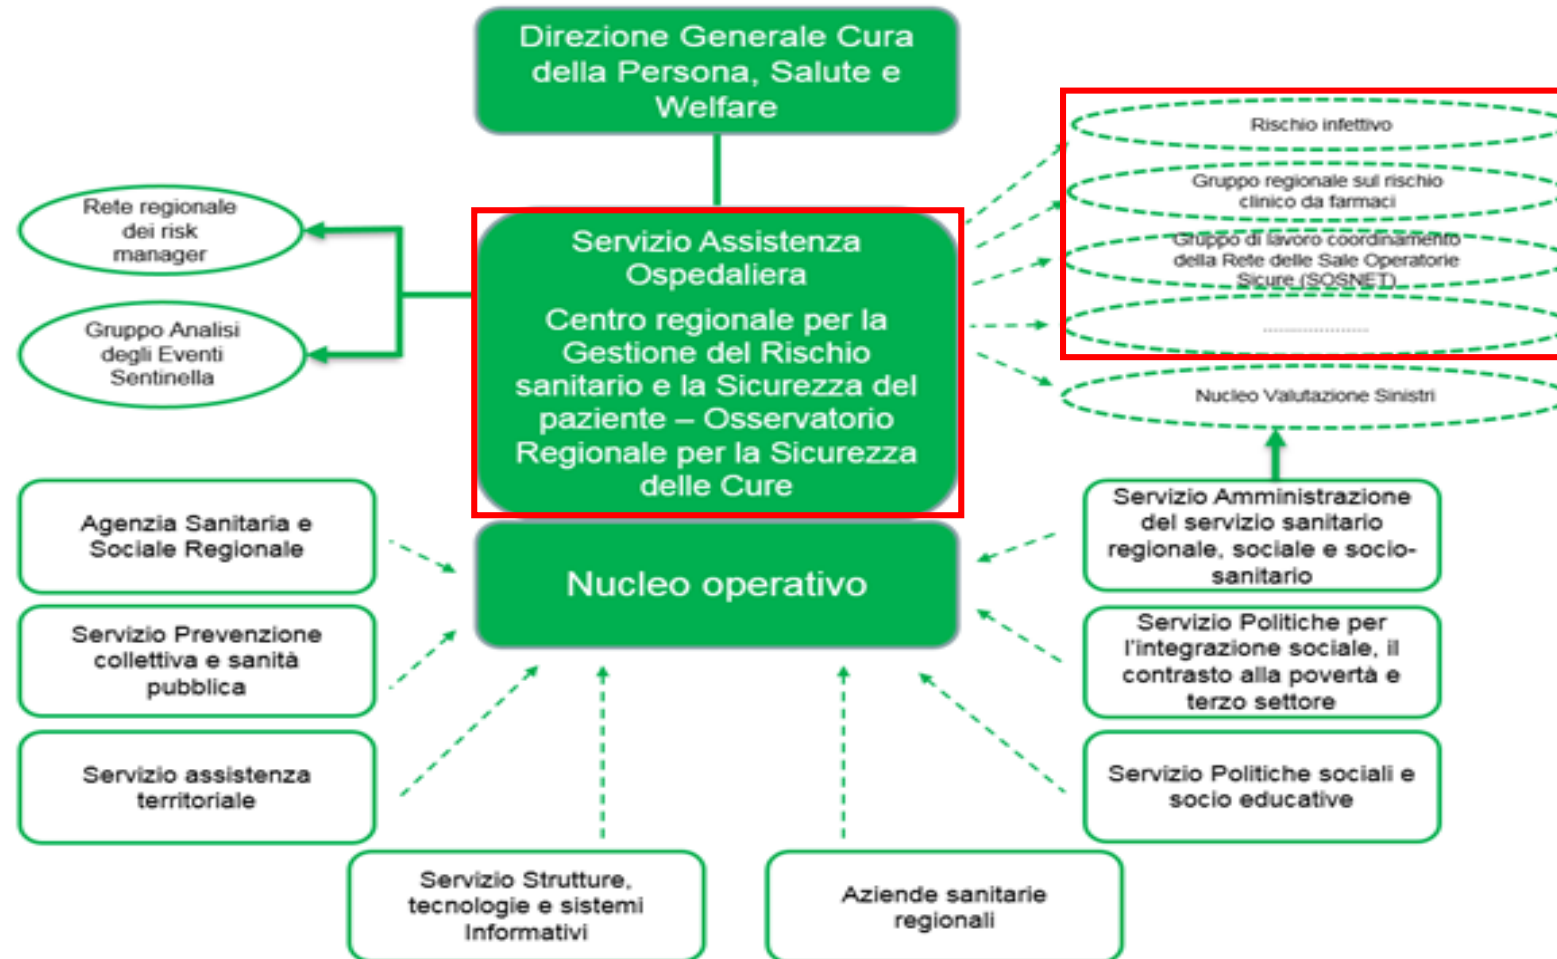 Direzione Generale Cura
della Persona, Salute e
Welfare
Rischio infettivo
Gruppo regionale sul rischio
clinico da farmaci
Gruppo di lavoro coordinamento
della Rete delle Sale Operatorie
Sicure (SOSNET)
....................
Nucleo Valutazione Sinistri
Rete regionale
dei risk
manager
Gruppo Analisi
degli Eventi
Sentinella
Servizio Assistenza
Ospedaliera
Centro regionale per la
Gestione del Rischio
sanitario e la Sicurezza del
paziente – Osservatorio
Regionale per la Sicurezza
delle Cure
Nucleo operativo
Agenzia Sanitaria e
Sociale Regionale
Servizio Prevenzione
collettiva e sanità
pubblica
Servizio assistenza
territoriale
Servizio Strutture,
tecnologie e sistemi
Informativi
Aziende sanitarie
regionali
Servizio Amministrazione
del servizio sanitario
regionale, sociale e socio-
sanitario
Servizio Politiche per
l'integrazione sociale, il
contrasto alla povertà e
terzo settore
Servizio Politiche sociali e
socio educative